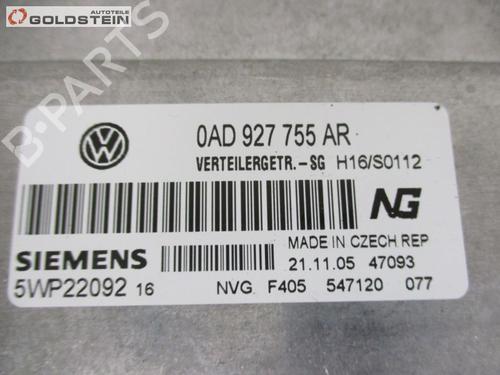 AUTOTEILE
GOLDSTEIN
B-PARTS
0AD 927 755 AR
VERTEILERGETR.-SG H16/S0112
NG
SIEMENS
MADE IN CZECH REP
21.11.05 47093
5WP22092 16
NVG F405 547120 077